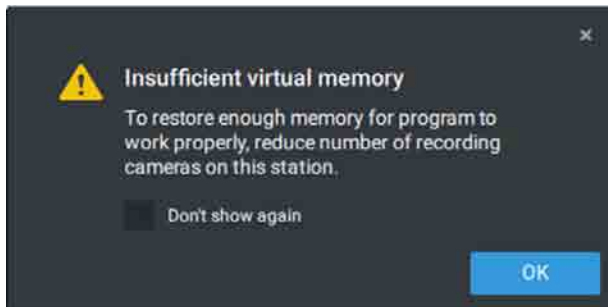 Insufficient virtual memory
To restore enough memory for program to
work properly, reduce number of recording
cameras on this station.
Don't show again
OK